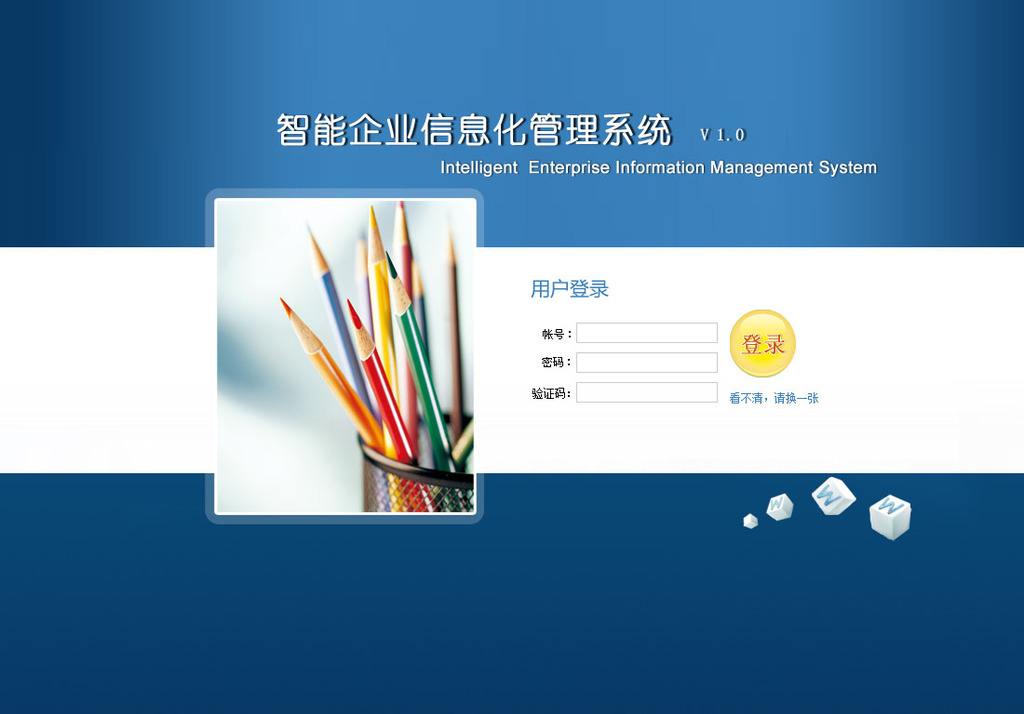 智能企业信息化管理系统 V 1.0
Intelligent Enterprise Information Management System
用户登录
帐号：
密码：
验证码：
登录
看不清，请换一张
W
W
W